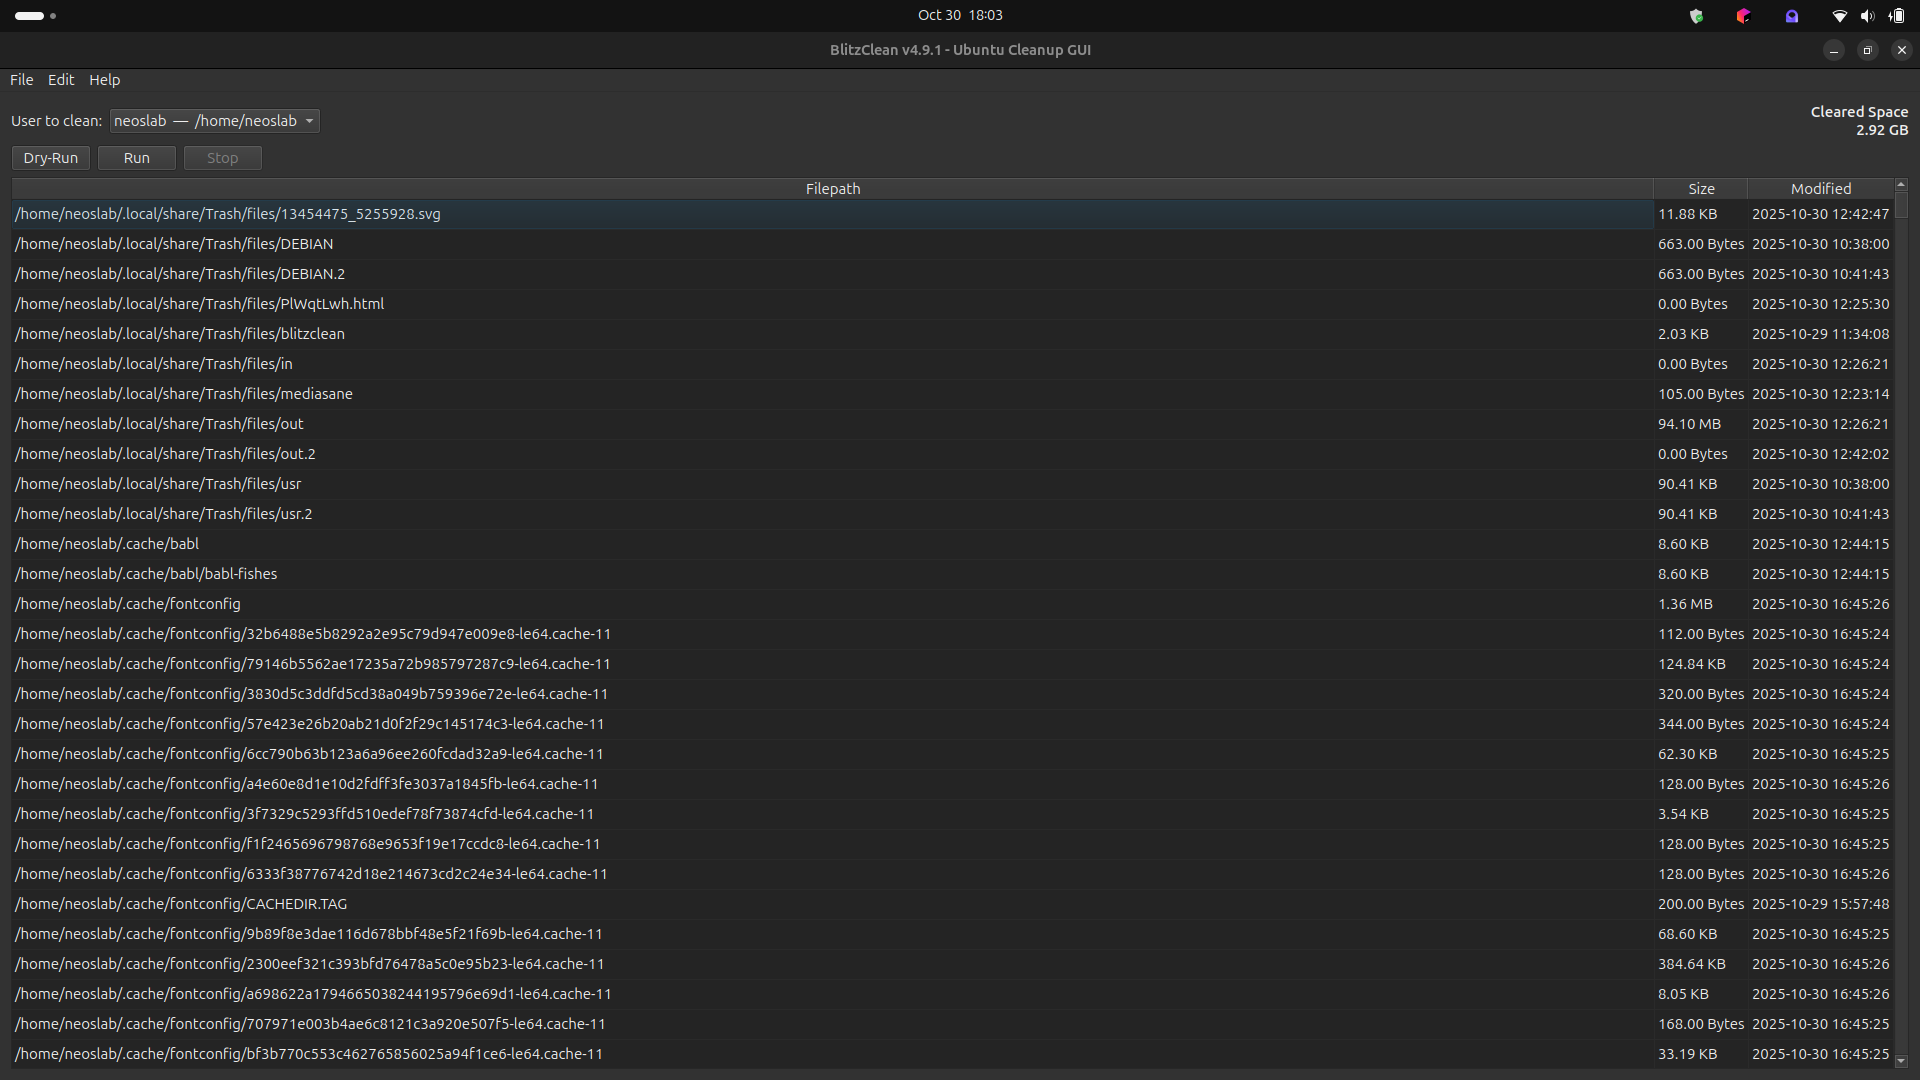 Oct 30 18:03
BlitzClean v4.9.1 - Ubuntu Cleanup GUI
File Edit Help
User to clean: neoslab — /home/neoslab
Cleared Space
2.92 GB
Dry-Run Run Stop
Filepath Size Modified
/home/neoslab/.local/share/Trash/files/13454475_5255928.svg 11.88 KB 2025-10-30 12:42:47
/home/neoslab/.local/share/Trash/files/DEBIAN 663.00 Bytes 2025-10-30 10:38:00
/home/neoslab/.local/share/Trash/files/DEBIAN.2 663.00 Bytes 2025-10-30 10:41:43
/home/neoslab/.local/share/Trash/files/PlWqtLwh.html 0.00 Bytes 2025-10-30 12:25:30
/home/neoslab/.local/share/Trash/files/blitzclean 2.03 KB 2025-10-29 11:34:08
/home/neoslab/.local/share/Trash/files/in 0.00 Bytes 2025-10-30 12:26:21
/home/neoslab/.local/share/Trash/files/mediasane 105.00 Bytes 2025-10-30 12:23:14
/home/neoslab/.local/share/Trash/files/out 94.10 MB 2025-10-30 12:26:21
/home/neoslab/.local/share/Trash/files/out.2 0.00 Bytes 2025-10-30 12:42:02
/home/neoslab/.local/share/Trash/files/usr 90.41 KB 2025-10-30 10:38:00
/home/neoslab/.local/share/Trash/files/usr.2 90.41 KB 2025-10-30 10:41:43
/home/neoslab/.cache/babl 8.60 KB 2025-10-30 12:44:15
/home/neoslab/.cache/babl/babl-fishes 8.60 KB 2025-10-30 12:44:15
/home/neoslab/.cache/fontconfig 1.36 MB 2025-10-30 16:45:26
/home/neoslab/.cache/fontconfig/32b6488e5b8292a2e95c79d947e009e8-le64.cache-11 112.00 Bytes 2025-10-30 16:45:24
/home/neoslab/.cache/fontconfig/79146b5562ae17235a72b985797287c9-le64.cache-11 124.84 KB 2025-10-30 16:45:24
/home/neoslab/.cache/fontconfig/3830d5c3ddfd5cd38a049b759396e72e-le64.cache-11 320.00 Bytes 2025-10-30 16:45:24
/home/neoslab/.cache/fontconfig/57e423e26b20ab21d0f2f29c145174c3-le64.cache-11 344.00 Bytes 2025-10-30 16:45:24
/home/neoslab/.cache/fontconfig/6cc790b63b123a6a96ee260fcdad32a9-le64.cache-11 62.30 KB 2025-10-30 16:45:25
/home/neoslab/.cache/fontconfig/a4e60e8d1e10d2fdff3fe3037a1845fb-le64.cache-11 128.00 Bytes 2025-10-30 16:45:26
/home/neoslab/.cache/fontconfig/3f7329c5293ffd510edef78f73874cfd-le64.cache-11 3.54 KB 2025-10-30 16:45:25
/home/neoslab/.cache/fontconfig/f1f2465696798768e9653f19e17ccdc8-le64.cache-11 128.00 Bytes 2025-10-30 16:45:25
/home/neoslab/.cache/fontconfig/6333f38776742d18e214673cd2c24e34-le64.cache-11 128.00 Bytes 2025-10-30 16:45:26
/home/neoslab/.cache/fontconfig/CACHEDIR.TAG 200.00 Bytes 2025-10-29 15:57:48
/home/neoslab/.cache/fontconfig/9b89f8e3dae116d678bbf48e5f21f69b-le64.cache-11 68.60 KB 2025-10-30 16:45:25
/home/neoslab/.cache/fontconfig/2300eef321c393bfd76478a5c0e95b23-le64.cache-11 384.64 KB 2025-10-30 16:45:26
/home/neoslab/.cache/fontconfig/a698622a1794665038244195796e69d1-le64.cache-11 8.05 KB 2025-10-30 16:45:26
/home/neoslab/.cache/fontconfig/707971e003b4ae6c8121c3a920e507f5-le64.cache-11 168.00 Bytes 2025-10-30 16:45:25
/home/neoslab/.cache/fontconfig/bf3b770c553c462765856025a94f1ce6-le64.cache-11 33.19 KB 2025-10-30 16:45:25